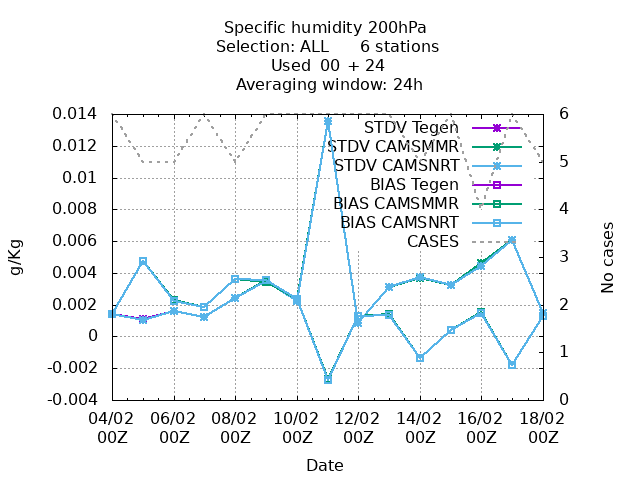 Specific humidity 200hPa
Selection: ALL      6 stations
Used  00  + 24
Averaging window: 24h
0.014
0.012
0.01
0.008
0.006
0.004
0.002
0
-0.002
-0.004
g/Kg
STDV Tegen
STDV CAMSMMR
STDV CAMSNRT
BIAS Tegen
BIAS CAMSMMR
BIAS CAMSNRT
CASES
6
5
4
3
2
1
0
No cases
04/02 06/02 08/02 10/02 12/02 14/02 16/02 18/02
00Z 00Z 00Z 00Z 00Z 00Z 00Z 00Z
Date